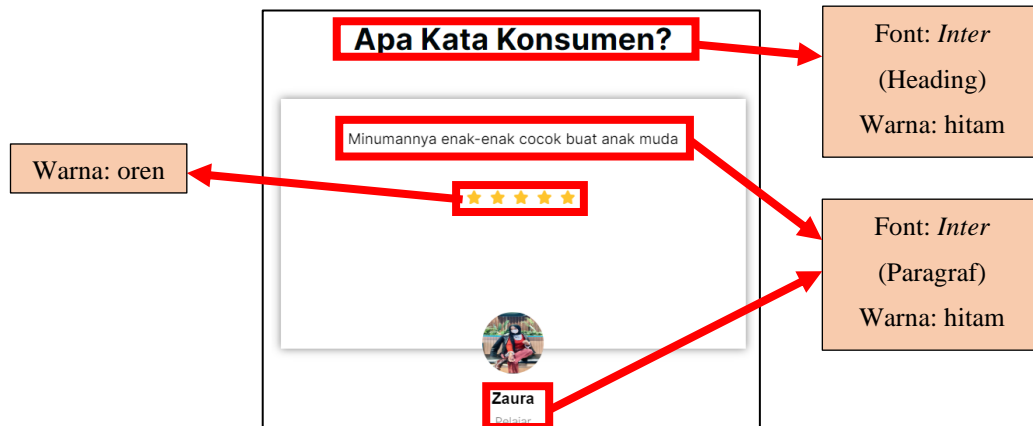 Apa Kata Konsumen?
Font: Inter
(Heading)
Warna: hitam
Minumannya enak-enak cocok buat anak muda
Warna: oren
Font: Inter
(Paragraf)
Warna: hitam
Zaura
Pelajar